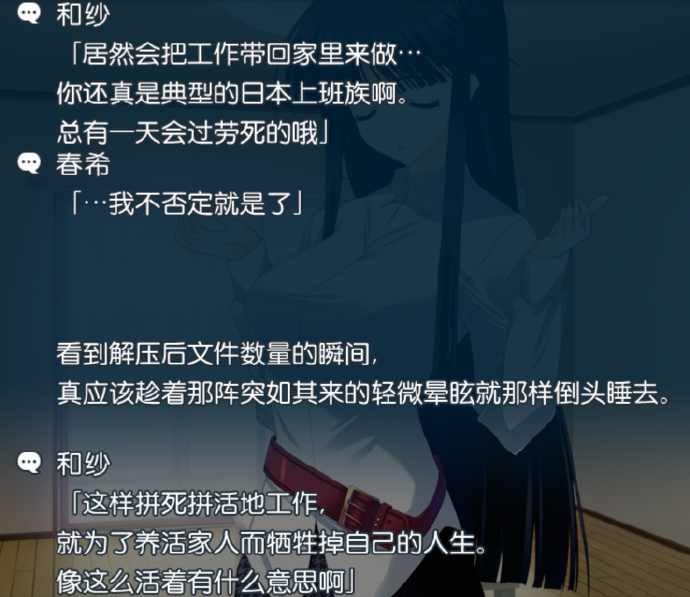 和纱
「居然会把工作带回家里来做…
你还真是典型的日本上班族啊。
总有一天会过劳死的哦」
春希
「…我不否定就是了」
看到解压后文件数量的瞬间，
真应该趁着那阵突如其来的轻微晕眩就那样倒头睡去。
和纱
「这样拼死拼活地工作，
就为了养活家人而牺牲掉自己的人生。
像这么活着有什么意思啊」